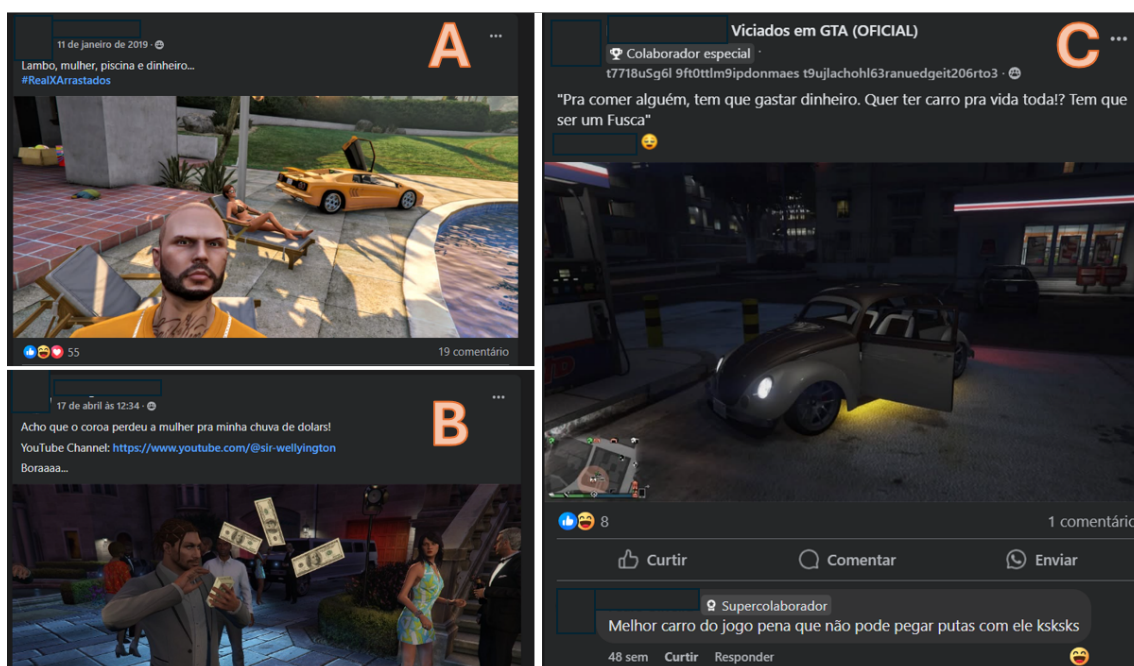 A
11 de janeiro de 2019
Lambo, mulher, piscina e dinheiro...
#RealXArrastados
55
19 comentário
B
17 de abril às 12:34
Acho que o coroa perdeu a mulher pra minha chuva de dolars!
YouTube Channel: https://www.youtube.com/@sir-wellyington
Boraaaa...
C
Viciados em GTA (OFICIAL)
Colaborador especial
t7718uSg6l 9ft0ttlm9ipdonmaes t9ujlachohl63ranuedgeit206rto3
"Pra comer alguém, tem que gastar dinheiro. Quer ter carro pra vida toda!? Tem que
ser um Fusca"
8
1 comentário
Curtir
Comentar
Enviar
Supercolaborador
Melhor carro do jogo pena que não pode pegar putas com ele ksksks
48 sem Curtir Responder